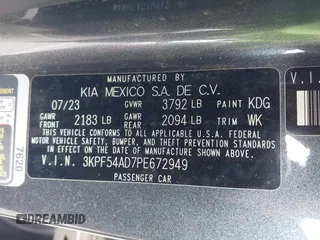 MANUFACTURED BY
KIA MEXICO S.A. DE C.V.
07/23 GVWR 3792 LB PAINT KDG
GAWR FRONT 2183 LB GAWR REAR 2094 LB TRIM WK
THIS VEHICLE CONFORMS TO ALL APPLICABLE U.S. FEDERAL MOTOR VEHICLE SAFETY, BUMPER, AND THEFT PREVENTION STANDARDS IN EFFECT ON THE DATE OF MANUFACTURE SHOWN ABOVE.
V.I.N. 3KPF54AD7PE672949
PASSENGER CAR
7620
V.I.
DREAMBID